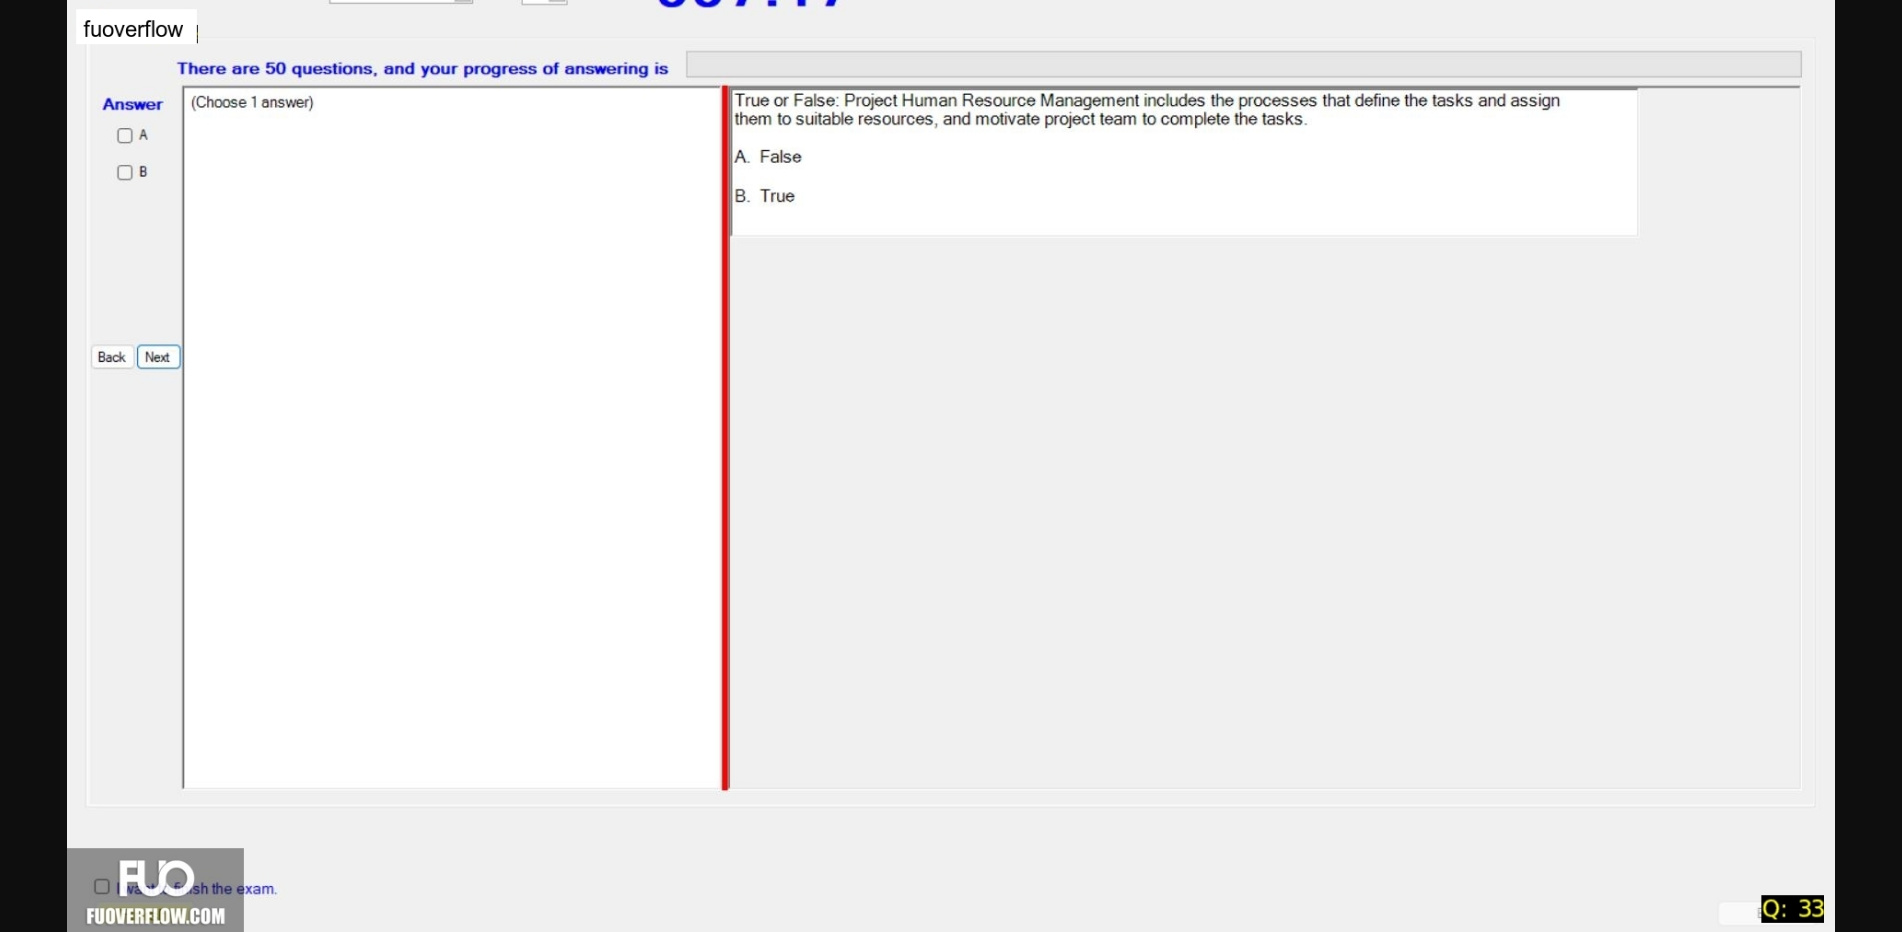 fuoverflow
There are 50 questions, and your progress of answering is
Answer
(Choose 1 answer)
A
B
Back
Next
True or False: Project Human Resource Management includes the processes that define the tasks and assign
them to suitable resources, and motivate project team to complete the tasks.
A. False
B. True
FUO
sh the exam.
FUOVERFLOW.COM
Q: 33